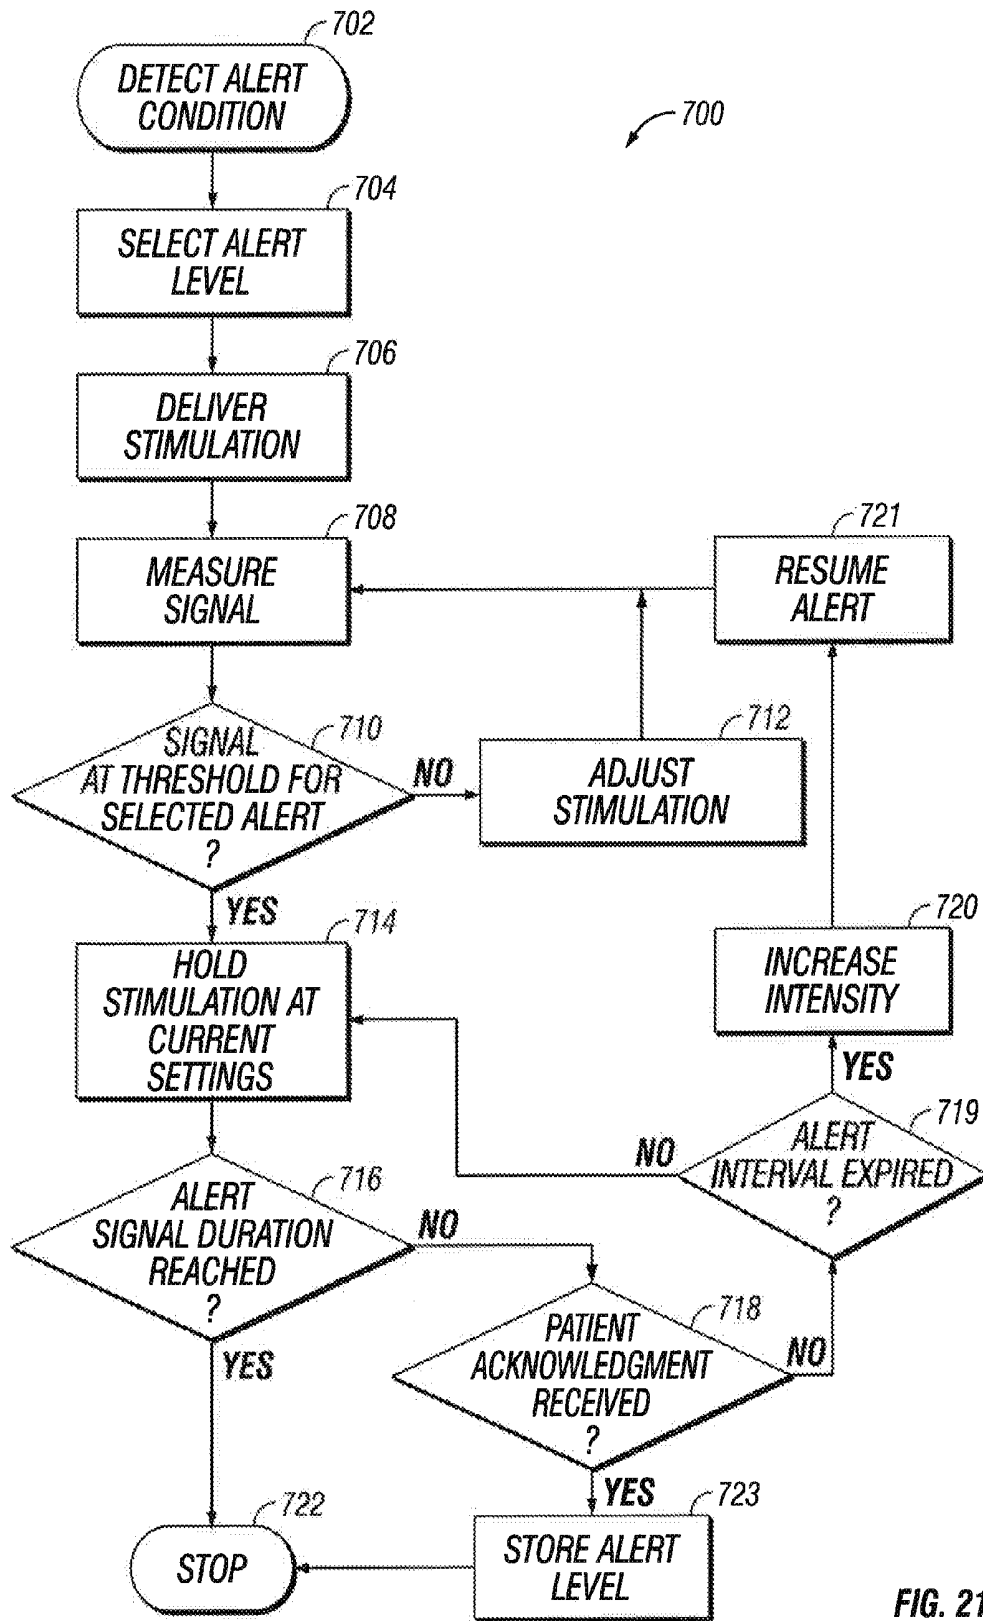 702
DETECT ALERT
CONDITION
700
704
SELECT ALERT
LEVEL
706
DELIVER
STIMULATION
708
MEASURE
SIGNAL
721
RESUME
ALERT
710
SIGNAL
AT THRESHOLD FOR
SELECTED ALERT
?
NO
712
ADJUST
STIMULATION
YES
714
HOLD
STIMULATION AT
CURRENT
SETTINGS
720
INCREASE
INTENSITY
YES
719
ALERT
INTERVAL EXPIRED
?
NO
716
ALERT
SIGNAL DURATION
REACHED
?
NO
718
PATIENT
ACKNOWLEDGMENT
RECEIVED
?
NO
YES
YES
723
STORE ALERT
LEVEL
722
STOP
FIG. 21